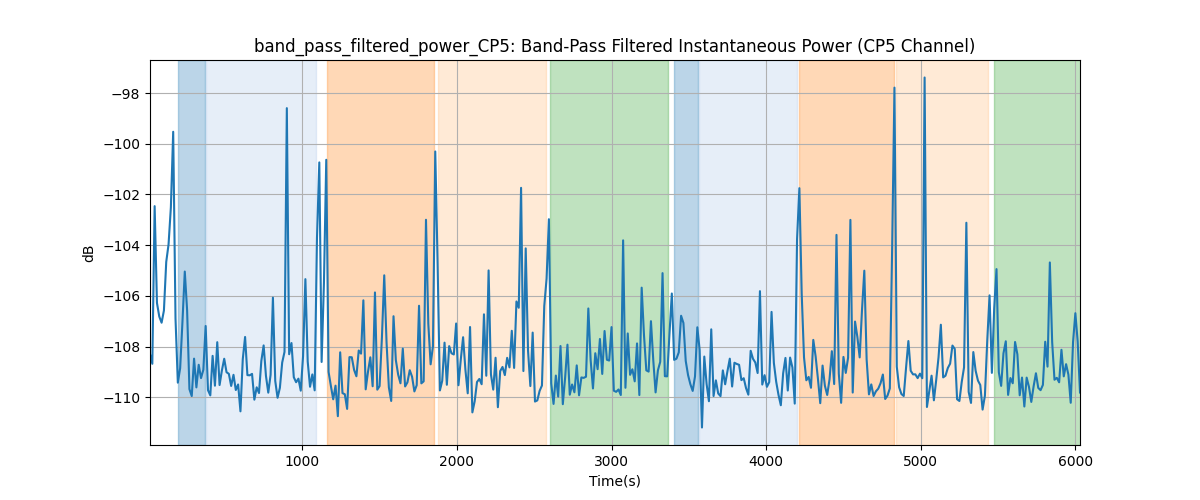 band_pass_filtered_power_CP5: Band-Pass Filtered Instantaneous Power (CP5 Channel)
−98
−100
−102
−104
−106
−108
−110
dB
1000 2000 3000 4000 5000 6000
Time(s)